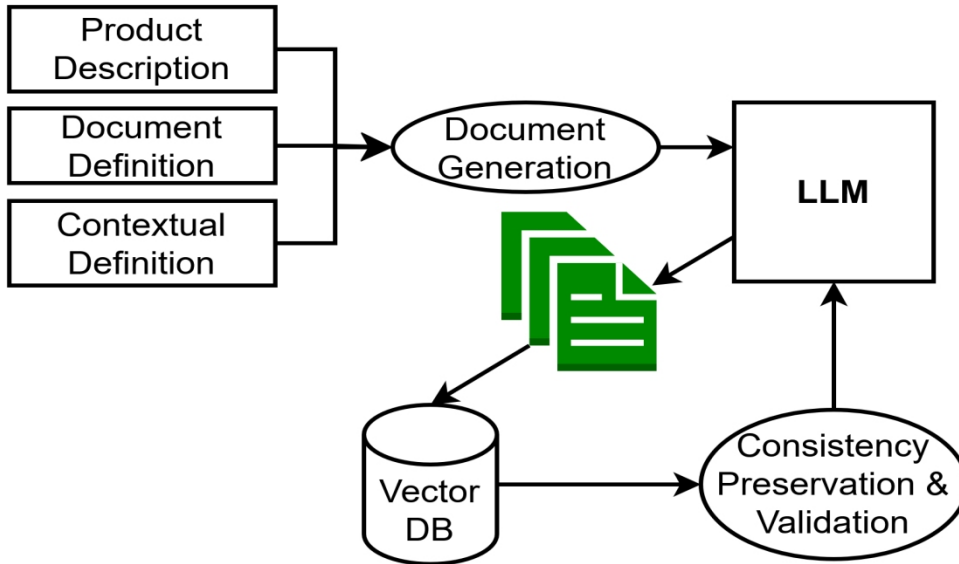 Product
Description
Document
Definition
Contextual
Definition
Document
Generation
LLM
Vector
DB
Consistency
Preservation &
Validation